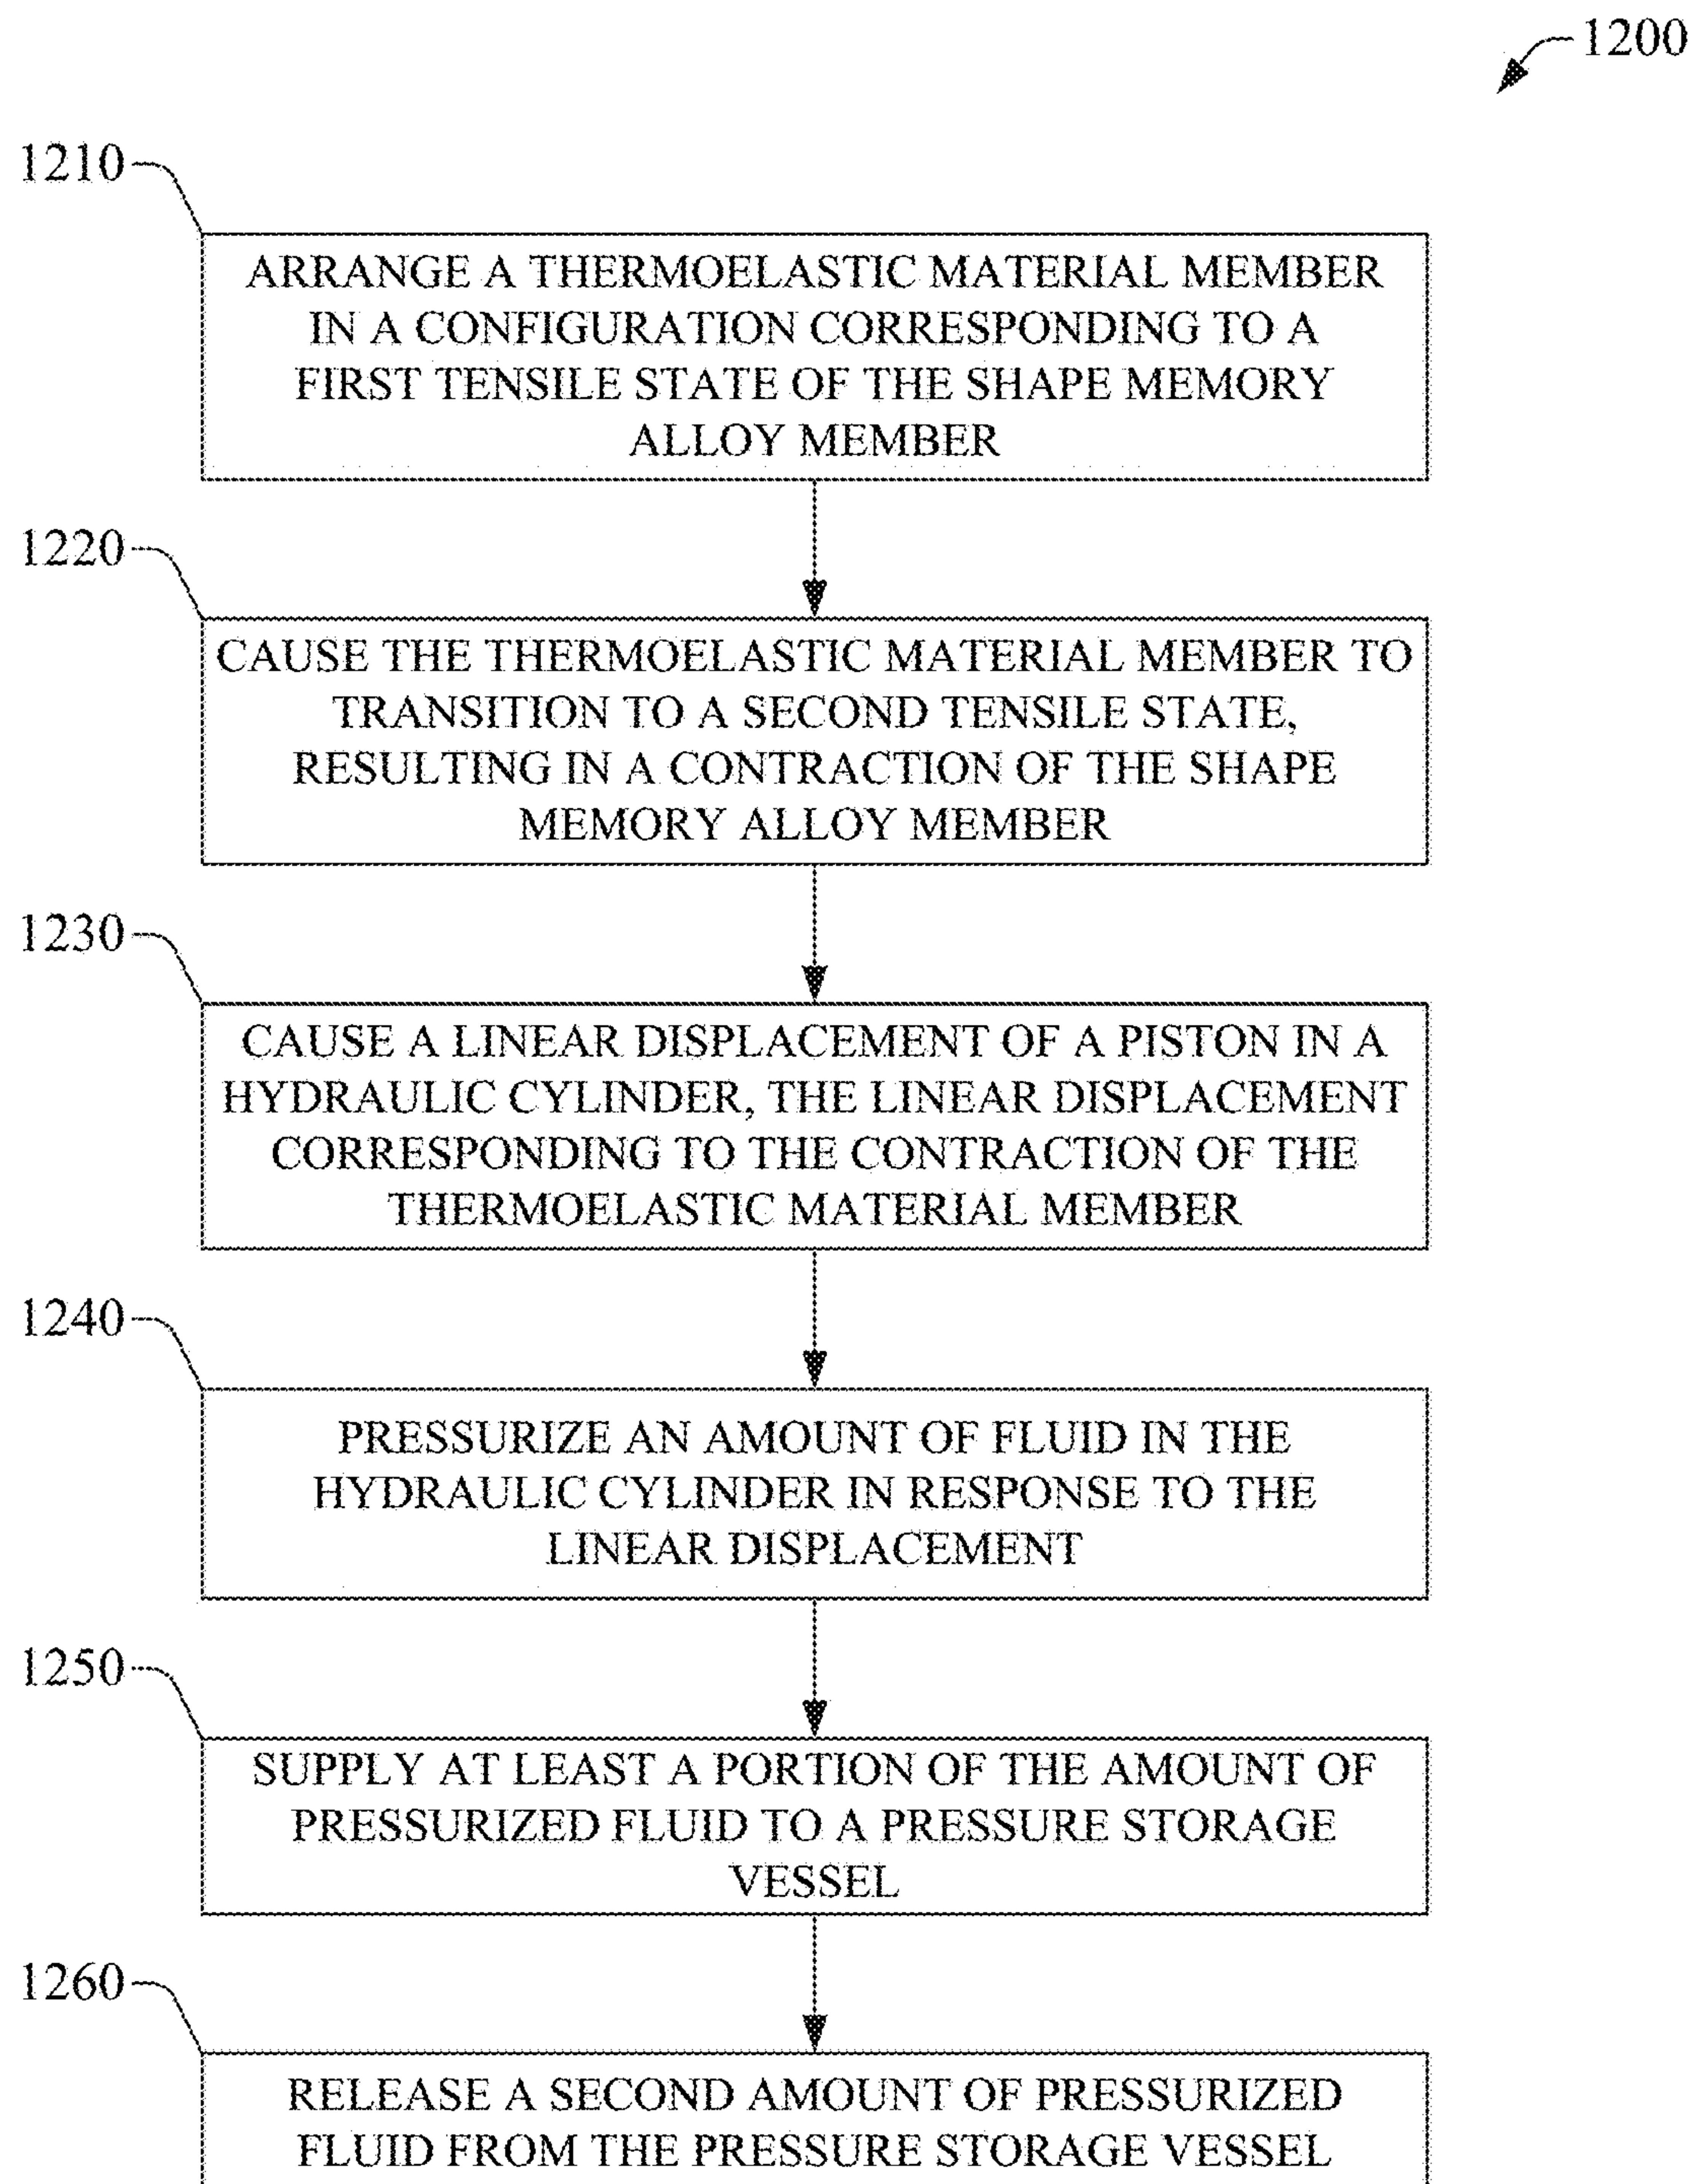 1200
1210
ARRANGE A THERMOELASTIC MATERIAL MEMBER
IN A CONFIGURATION CORRESPONDING TO A
FIRST TENSILE STATE OF THE SHAPE MEMORY
ALLOY MEMBER
1220
CAUSE THE THERMOELASTIC MATERIAL MEMBER TO
TRANSITION TO A SECOND TENSILE STATE,
RESULTING IN A CONTRACTION OF THE SHAPE
MEMORY ALLOY MEMBER
1230
CAUSE A LINEAR DISPLACEMENT OF A PISTON IN A
HYDRAULIC CYLINDER, THE LINEAR DISPLACEMENT
CORRESPONDING TO THE CONTRACTION OF THE
THERMOELASTIC MATERIAL MEMBER
1240
PRESSURIZE AN AMOUNT OF FLUID IN THE
HYDRAULIC CYLINDER IN RESPONSE TO THE
LINEAR DISPLACEMENT
1250
SUPPLY AT LEAST A PORTION OF THE AMOUNT OF
PRESSURIZED FLUID TO A PRESSURE STORAGE
VESSEL
1260
RELEASE A SECOND AMOUNT OF PRESSURIZED
FLUID FROM THE PRESSURE STORAGE VESSEL